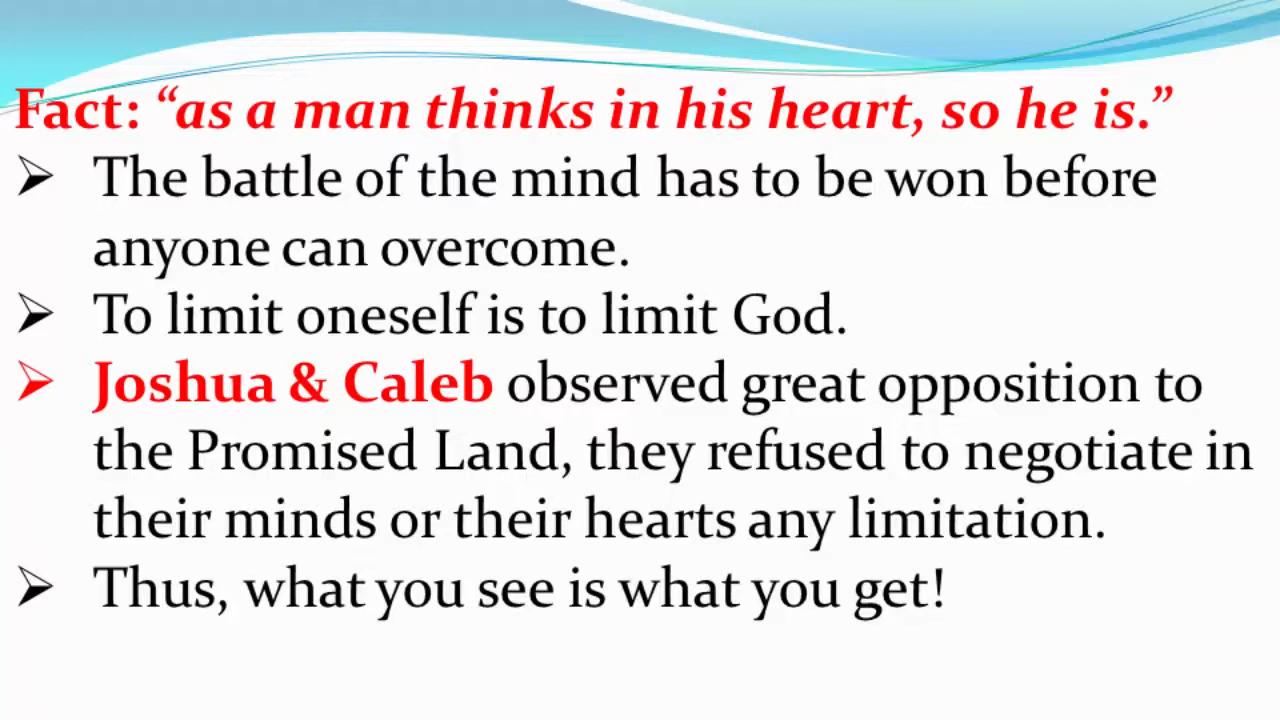 Fact: “as a man thinks in his heart, so he is.”
➢ The battle of the mind has to be won before
anyone can overcome.
➢ To limit oneself is to limit God.
➢ Joshua & Caleb observed great opposition to
the Promised Land, they refused to negotiate in
their minds or their hearts any limitation.
➢ Thus, what you see is what you get!